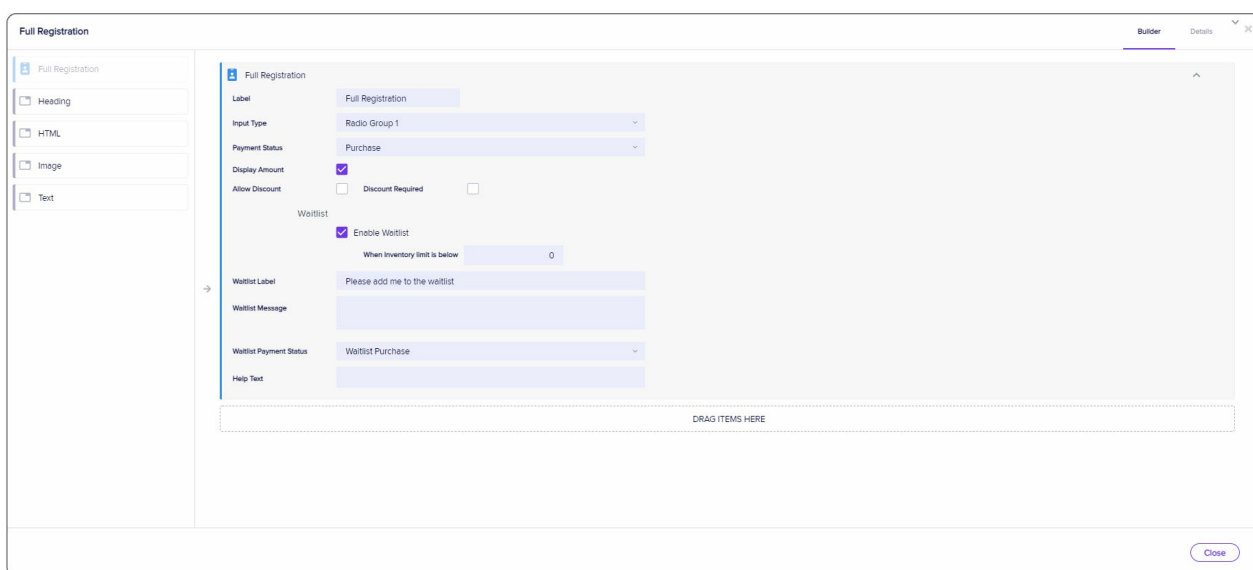 Full Registration
Builder
Details
Full Registration
Heading
HTML
Image
Text
Full Registration
Label
Full Registration
Input Type
Radio Group 1
Payment Status
Purchase
Display Amount
Allow Discount
Discount Required
Waitlist
Enable Waitlist
When Inventory limit is below
0
Waitlist Label
Please add me to the waitlist
Waitlist Message
Waitlist Payment Status
Waitlist Purchase
Help Text
DRAG ITEMS HERE
Close